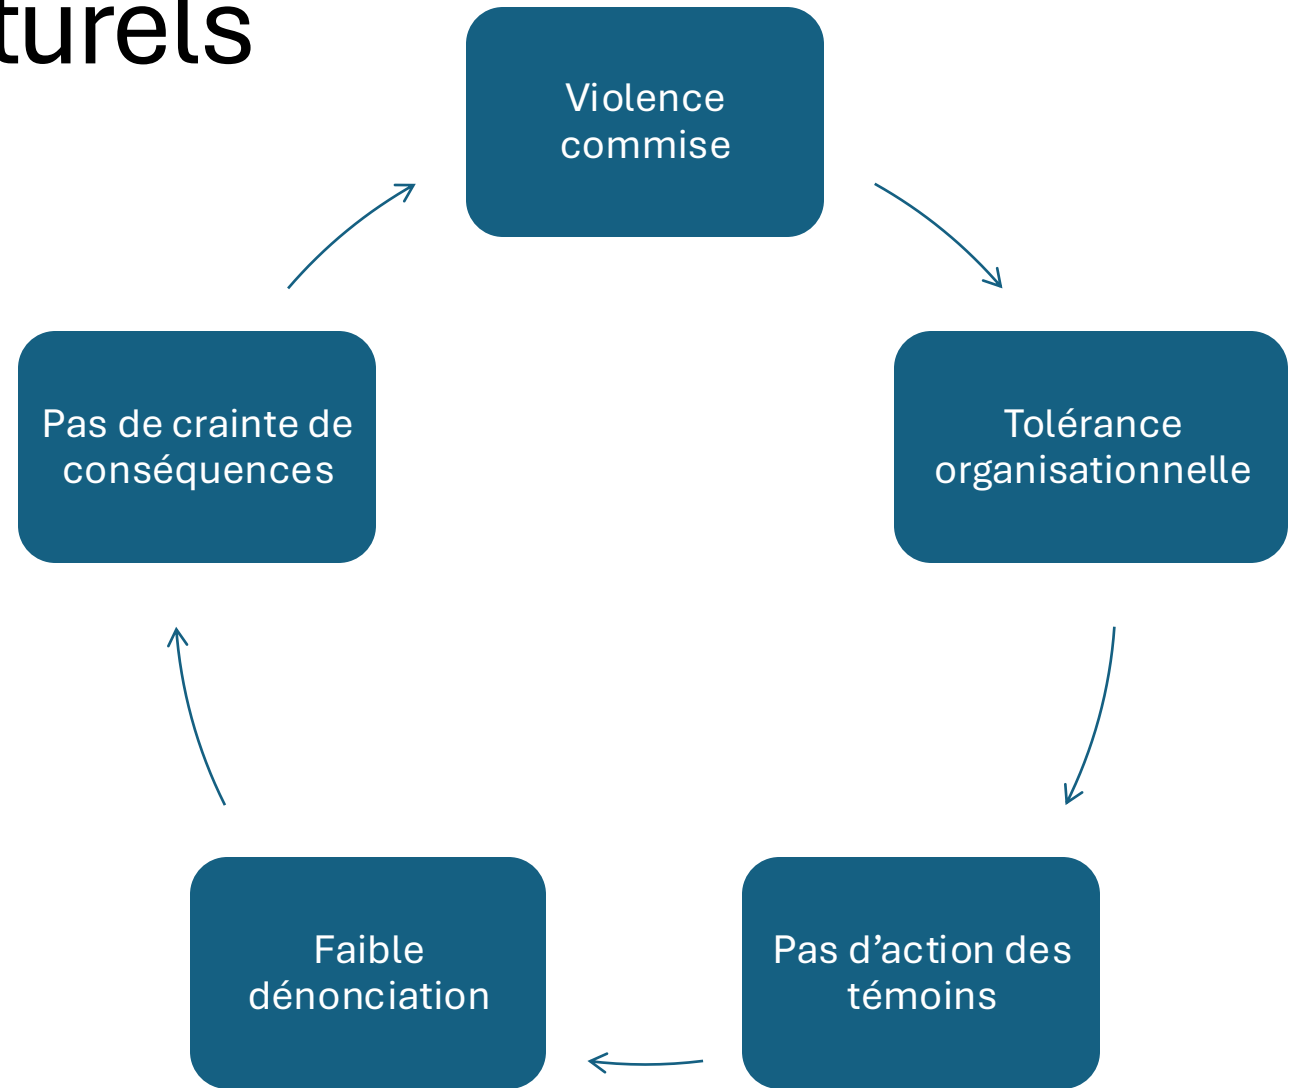 turels
Violence
commise
Tolérance
organisationnelle
Pas d’action des
témoins
Faible
dénonciation
Pas de crainte de
conséquences